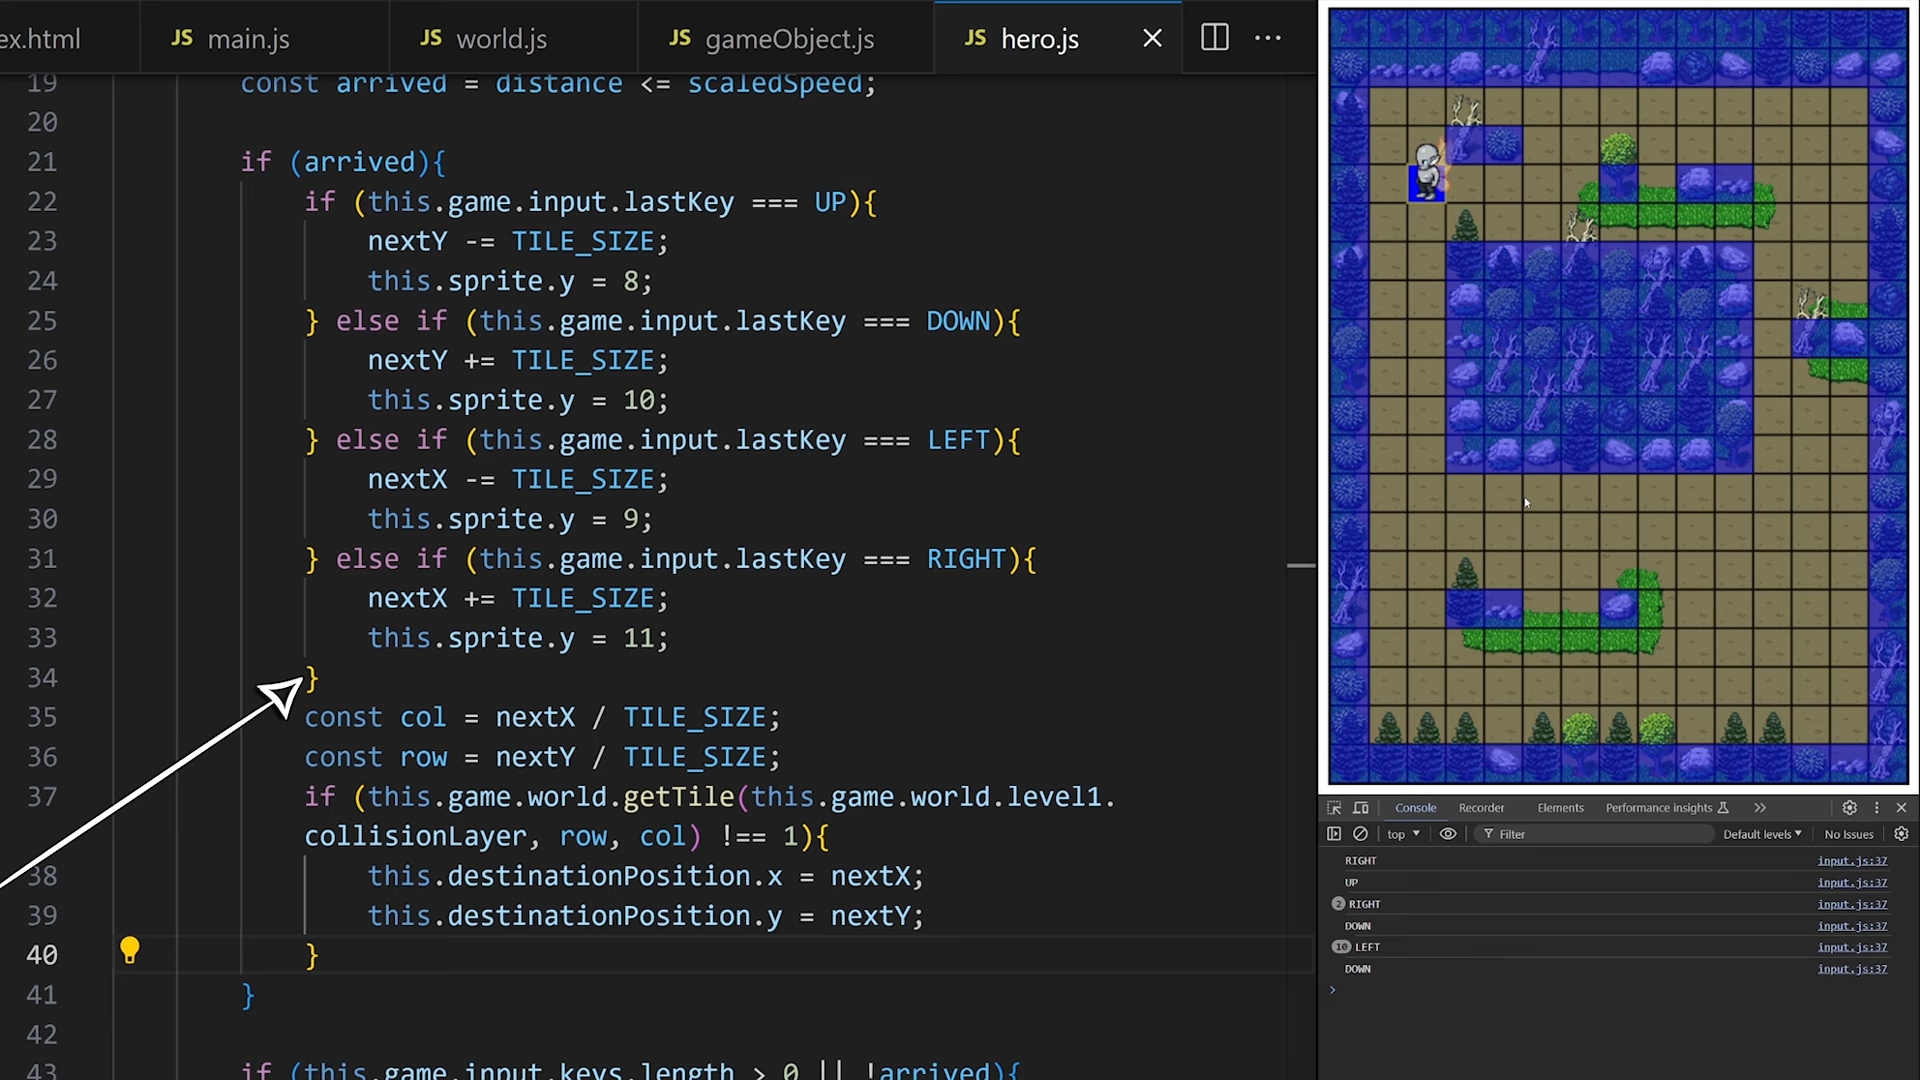 ex.html
JS main.js
JS world.js
JS gameObject.js
JS hero.js
19 const arrived = distance <= scaledSpeed;
20
21 if (arrived){
22 if (this.game.input.lastKey === UP){
23 nextY -= TILE_SIZE;
24 this.sprite.y = 8;
25 } else if (this.game.input.lastKey === DOWN){
26 nextY += TILE_SIZE;
27 this.sprite.y = 10;
28 } else if (this.game.input.lastKey === LEFT){
29 nextX -= TILE_SIZE;
30 this.sprite.y = 9;
31 } else if (this.game.input.lastKey === RIGHT){
32 nextX += TILE_SIZE;
33 this.sprite.y = 11;
34 }
35 const col = nextX / TILE_SIZE;
36 const row = nextY / TILE_SIZE;
37 if (this.game.world.getTile(this.game.world.level1.
collisionLayer, row, col) !== 1){
38 this.destinationPosition.x = nextX;
39 this.destinationPosition.y = nextY;
40 }
41 }
42
43 if (this.game.input.keys.length > 0 || !arrived){
Console Recorder Elements Performance insights
top Filter Default levels No Issues
RIGHT input.js:37
UP input.js:37
2 RIGHT input.js:37
DOWN input.js:37
10 LEFT input.js:37
DOWN input.js:37